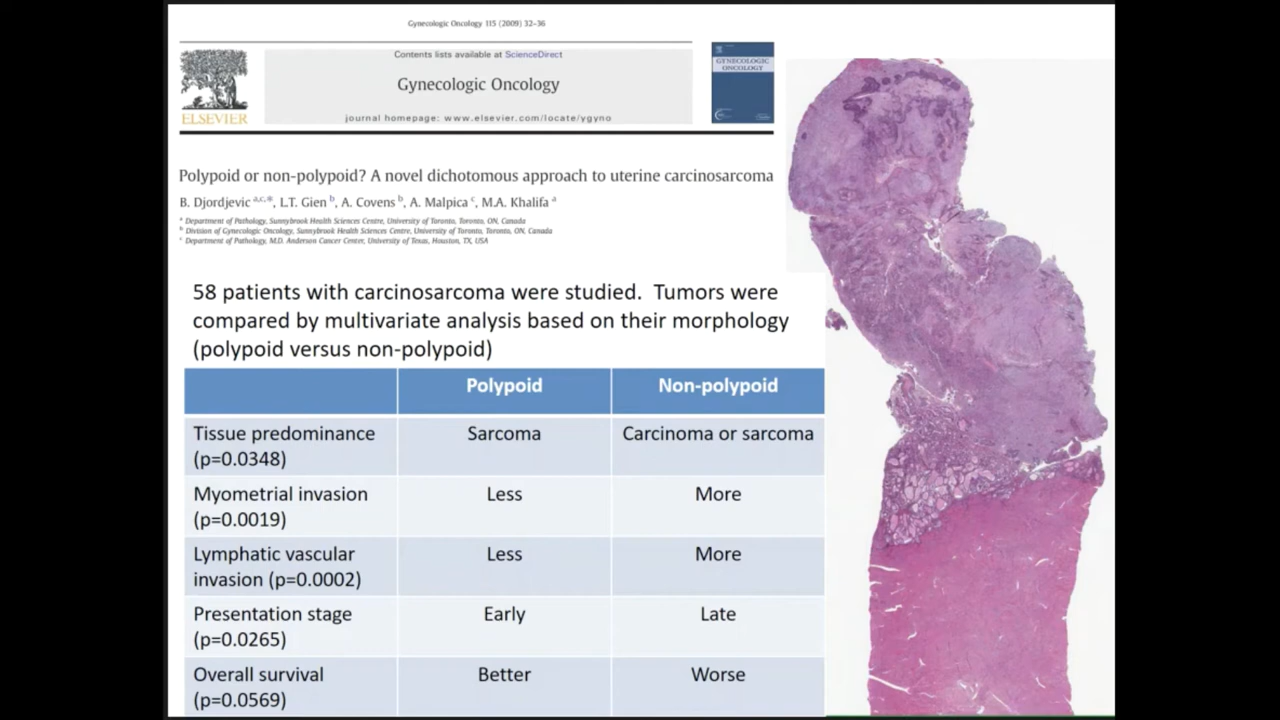 Gynecologic Oncology 115 (2009) 32–36
Contents lists available at ScienceDirect
Gynecologic Oncology
journal homepage: www.elsevier.com/locate/ygyno
ELSEVIER
GYNECOLOGIC
ONCOLOGY
Polypoid or non-polypoid? A novel dichotomous approach to uterine carcinosarcoma
B. Djordjevic a,c,*, L.T. Gien b, A. Covens b, A. Malpica c, M.A. Khalifa a
a Department of Pathology, Sunnybrook Health Sciences Centre, University of Toronto, Toronto, ON, Canada
b Division of Gynecologic Oncology, Sunnybrook Health Sciences Centre, University of Toronto, Toronto, ON, Canada
c Department of Pathology, M.D. Anderson Cancer Center, University of Texas, Houston, TX, USA
58 patients with carcinosarcoma were studied. Tumors were
compared by multivariate analysis based on their morphology
(polypoid versus non-polypoid)
Polypoid Non-polypoid
Tissue predominance Sarcoma Carcinoma or sarcoma
(p=0.0348)
Myometrial invasion Less More
(p=0.0019)
Lymphatic vascular Less More
invasion (p=0.0002)
Presentation stage Early Late
(p=0.0265)
Overall survival Better Worse
(p=0.0569)